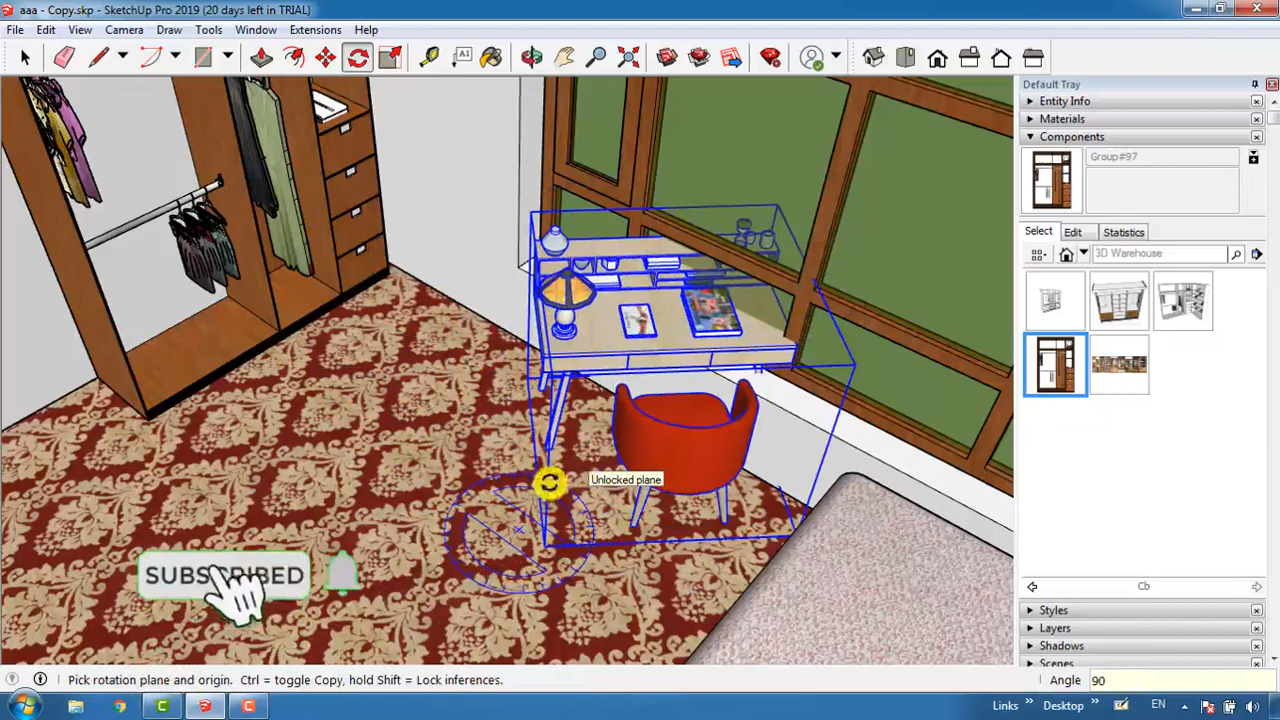 aaa - Copy.skp - SketchUp Pro 2019 (20 days left in TRIAL)
File Edit View Camera Draw Tools Window Extensions Help
A1
Default Tray
Entity Info
Materials
Components
Group#97
Select Edit Statistics
3D Warehouse
Unlocked plane
SUBSCRIBED
Cb
Styles
Layers
Shadows
Scenes
Pick rotation plane and origin. Ctrl = toggle Copy, hold Shift = Lock inferences.
Angle 90
Links » Desktop » EN